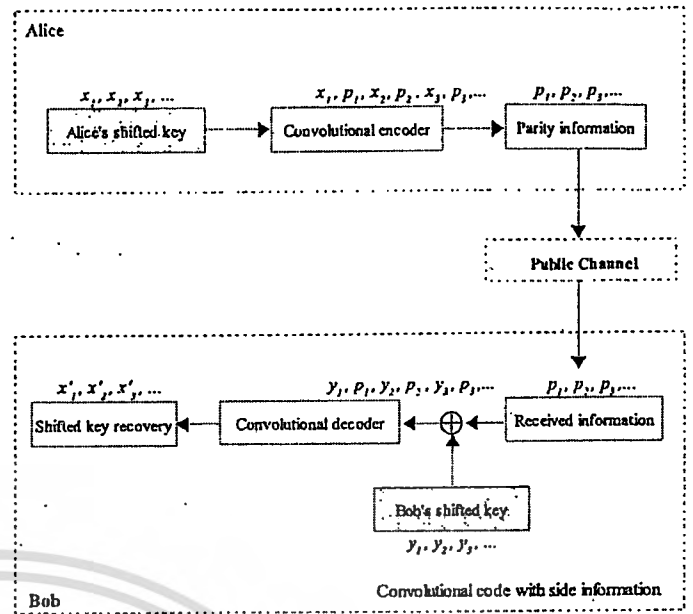 Alice
x₁, x₂, x₃, ...
x₁, p₁, x₂, p₂, x₃, p₃,...
p₁, p₂, p₃,...
Alice's shifted key
Convolutional encoder
Parity information
Public Channel
x'₁, x'₂, x'₃, ...
y₁, p₁, y₂, p₂, y₃, p₃,...
p₁, p₂, p₃,...
Shifted key recovery
Convolutional decoder
Received information
Bob's shifted key
y₁, y₂, y₃, ...
Bob
Convolutional code with side information